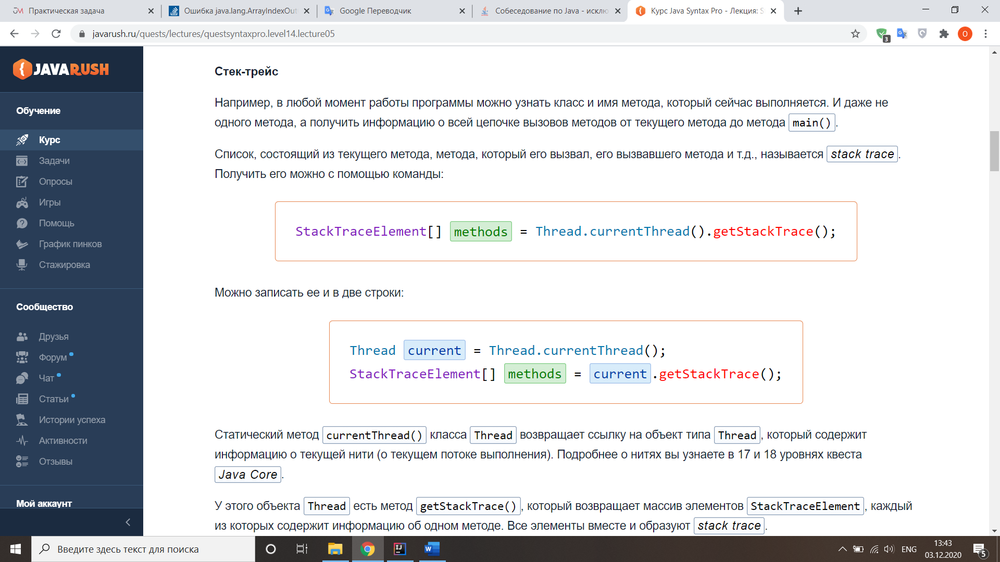 Практическая задача
Ошибка java.lang.ArrayIndexOut
Google Переводчик
Собеседование по Java - исклю
Курс Java Syntax Pro - Лекция: S
javarush.ru/quests/lectures/questsyntaxpro.level14.lecture05
3
O
JAVARUSH
Обучение
Курс
Задачи
Опросы
Игры
Помощь
График пинков
Стажировка
Сообщество
Друзья
Форум
Чат
Статьи
Истории успеха
Активности
Отзывы
Мой аккаунт
Стек-трейс
Например, в любой момент работы программы можно узнать класс и имя метода, который сейчас выполняется. И даже не
одного метода, а получить информацию о всей цепочке вызовов методов от текущего метода до метода main().
Список, состоящий из текущего метода, метода, который его вызвал, его вызвавшего метода и т.д., называется stack trace.
Получить его можно с помощью команды:
StackTraceElement[] methods = Thread.currentThread().getStackTrace();
Можно записать ее и в две строки:
Thread current = Thread.currentThread();
StackTraceElement[] methods = current.getStackTrace();
Статический метод currentThread() класса Thread возвращает ссылку на объект типа Thread, который содержит
информацию о текущей нити (о текущем потоке выполнения). Подробнее о нитях вы узнаете в 17 и 18 уровнях квеста
Java Core.
У этого объекта Thread есть метод getStackTrace(), который возвращает массив элементов StackTraceElement, каждый
из которых содержит информацию об одном методе. Все элементы вместе и образуют stack trace.
Введите здесь текст для поиска
ENG
13:43
03.12.2020
5